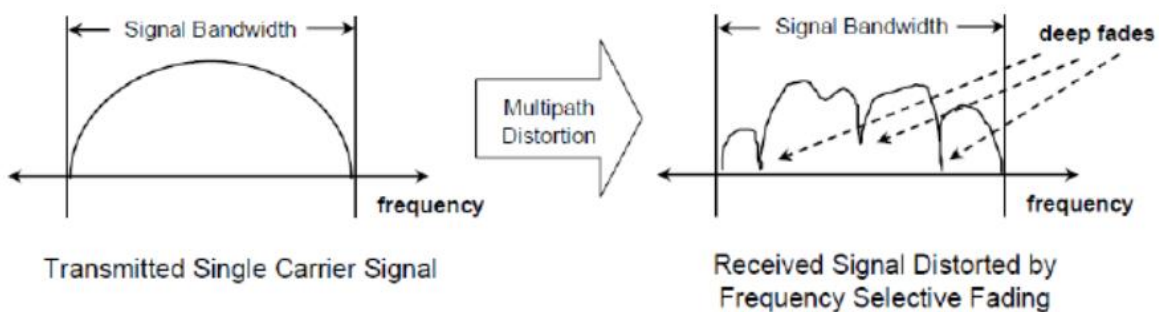 Signal Bandwidth
frequency
Transmitted Single Carrier Signal
Multipath
Distortion
Signal Bandwidth
deep fades
frequency
Received Signal Distorted by
Frequency Selective Fading